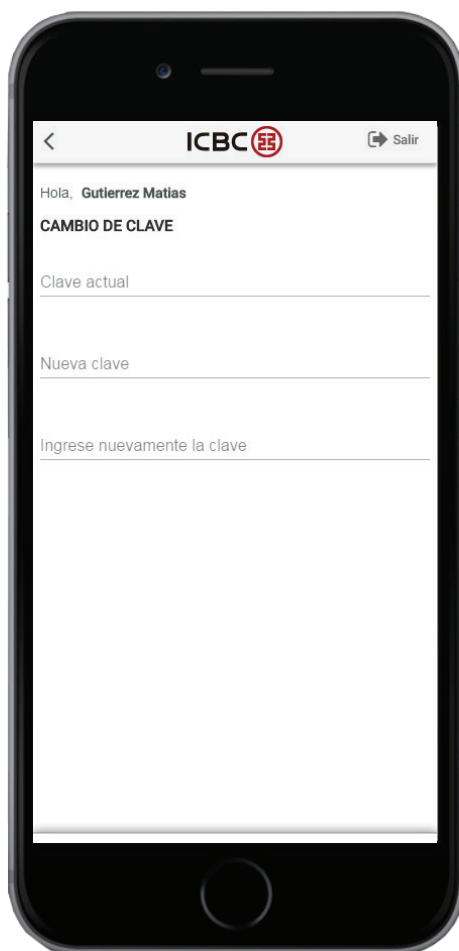 ICBC
Salir
Hola, Gutierrez Matias
CAMBIO DE CLAVE
Clave actual
Nueva clave
Ingrese nuevamente la clave